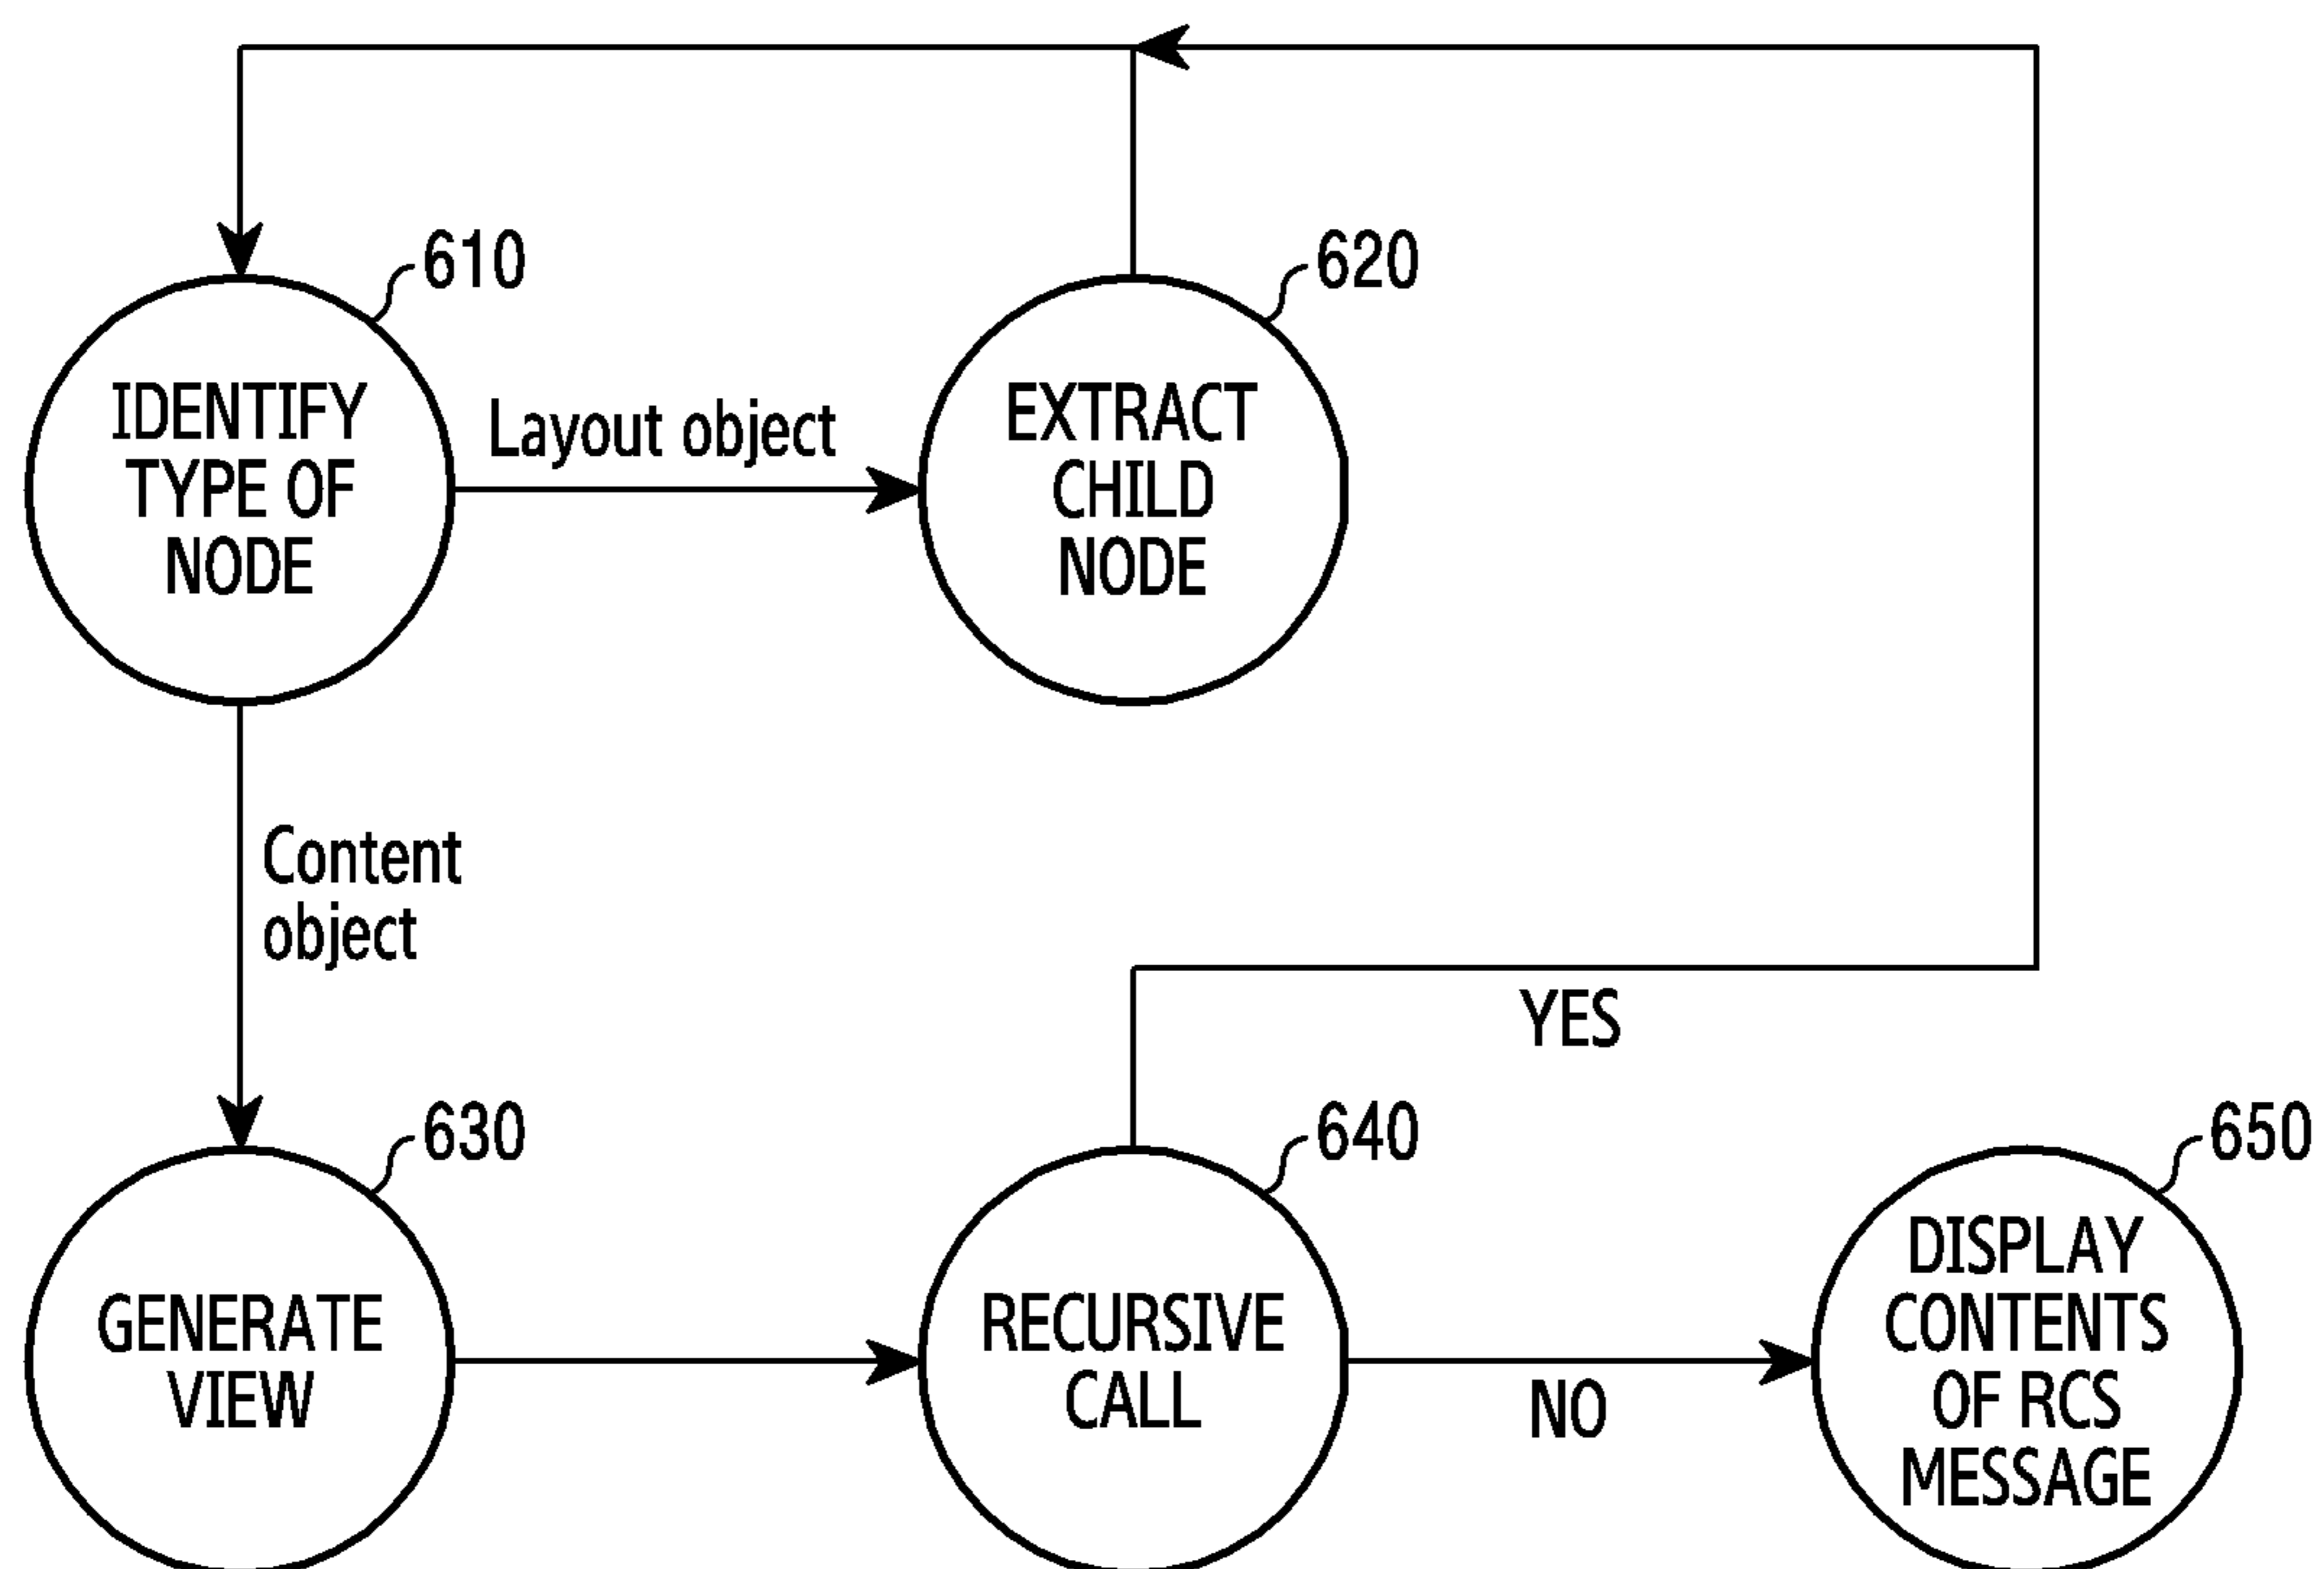 610
IDENTIFY
TYPE OF
NODE
Layout object
620
EXTRACT
CHILD
NODE
Content
object
YES
630
GENERATE
VIEW
640
RECURSIVE
CALL
NO
650
DISPLAY
CONTENTS
OF RCS
MESSAGE